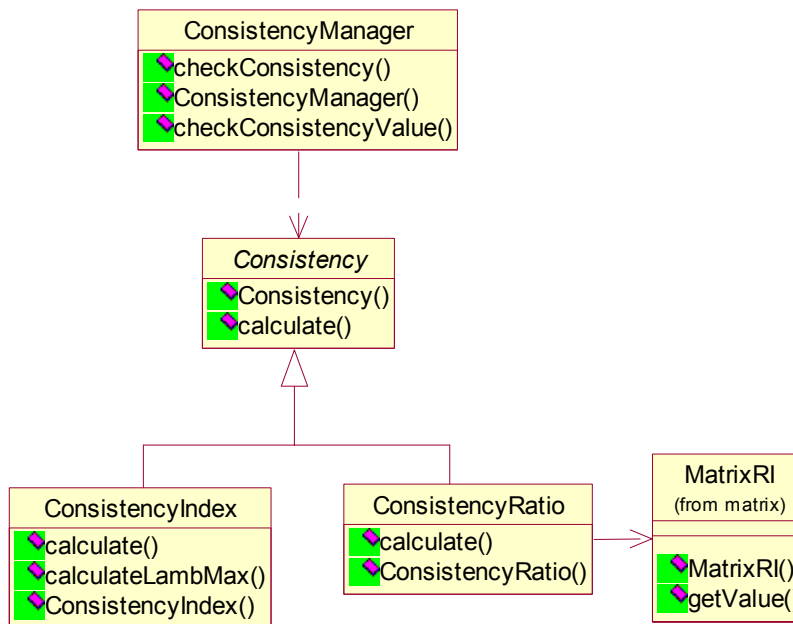 ConsistencyManager
checkConsistency()
ConsistencyManager()
checkConsistencyValue()
Consistency
Consistency()
calculate()
ConsistencyIndex
calculate()
calculateLambMax()
ConsistencyIndex()
ConsistencyRatio
calculate()
ConsistencyRatio()
MatrixRI
(from matrix)
MatrixRI()
getValue(